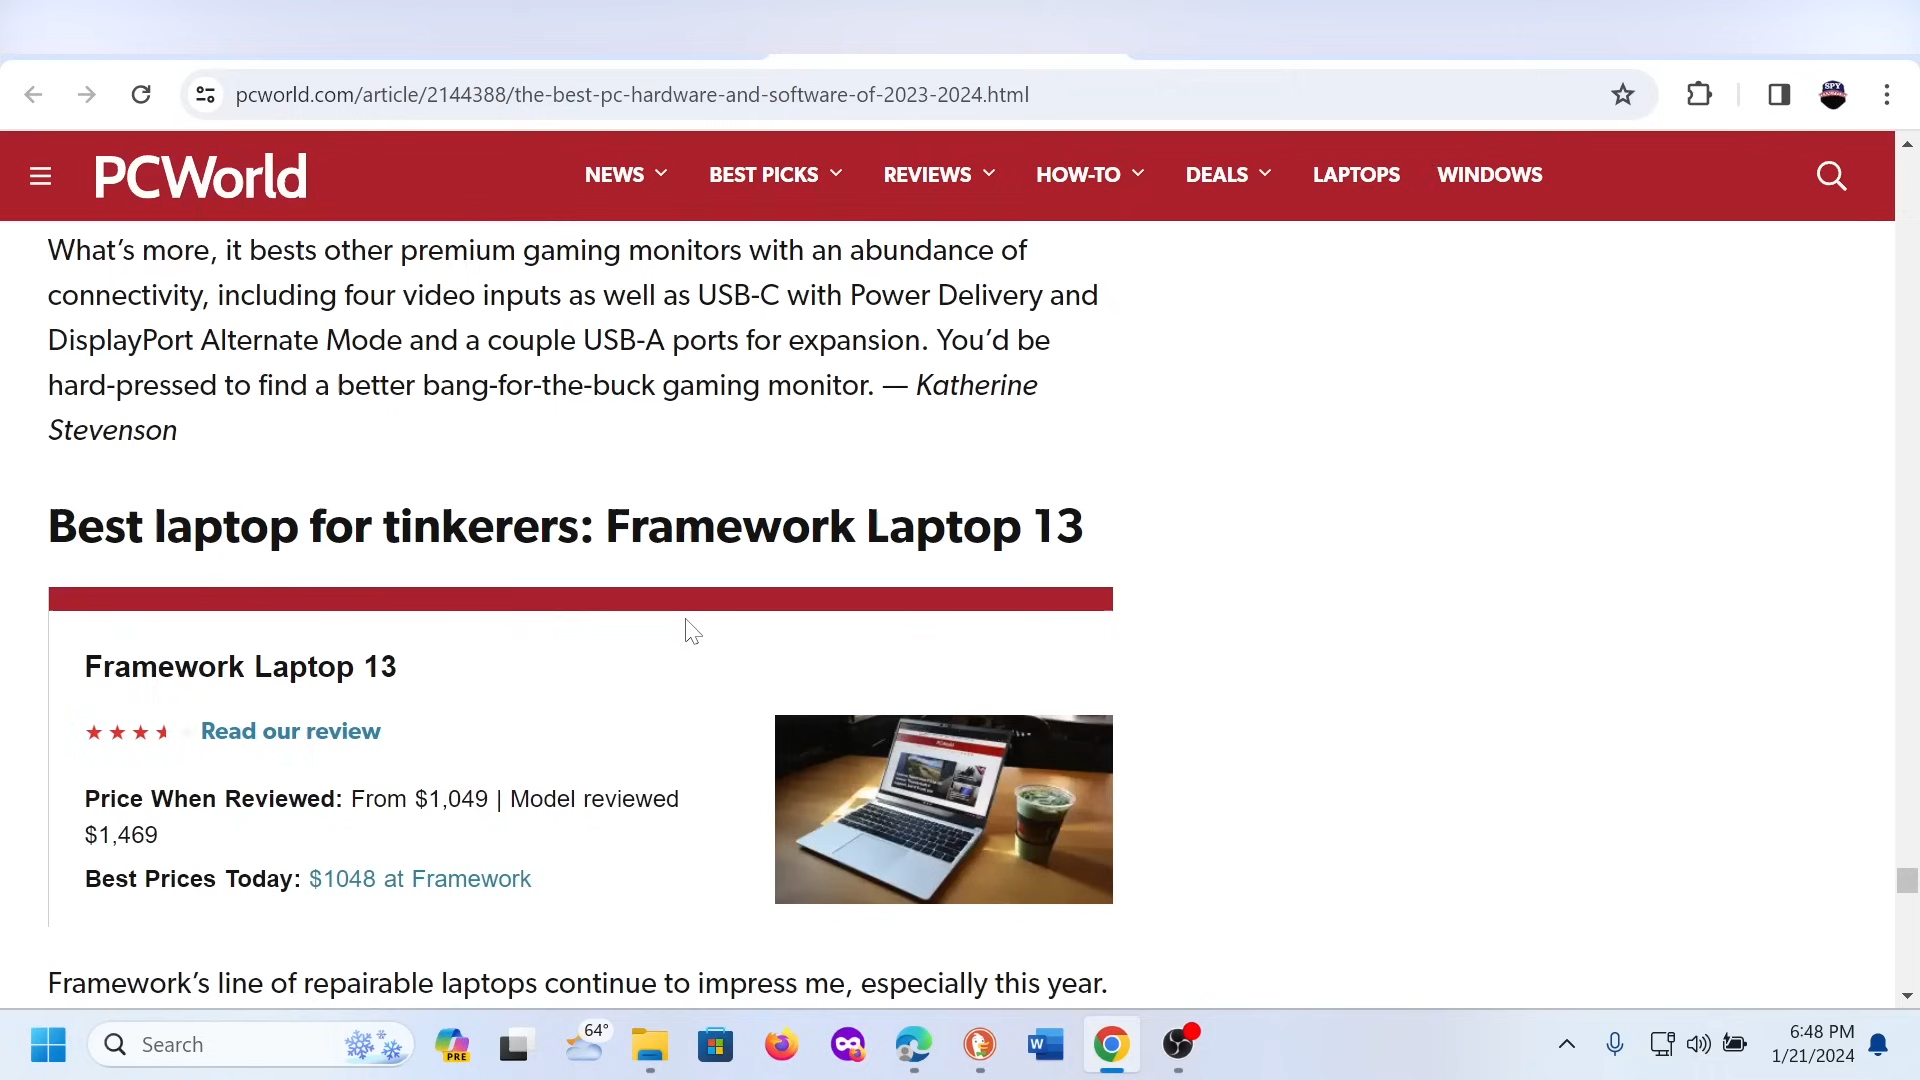 pcworld.com/article/2144388/the-best-pc-hardware-and-software-of-2023-2024.html
SPY
PCWorld
NEWS
BEST PICKS
REVIEWS
HOW-TO
DEALS
LAPTOPS
WINDOWS
What’s more, it bests other premium gaming monitors with an abundance of
connectivity, including four video inputs as well as USB-C with Power Delivery and
DisplayPort Alternate Mode and a couple USB-A ports for expansion. You’d be
hard-pressed to find a better bang-for-the-buck gaming monitor. — Katherine
Stevenson
Best laptop for tinkerers: Framework Laptop 13
Framework Laptop 13
Read our review
Price When Reviewed: From $1,049 | Model reviewed
$1,469
Best Prices Today: $1048 at Framework
Framework’s line of repairable laptops continue to impress me, especially this year.
Search
PRE
64°
W
6:48 PM
1/21/2024